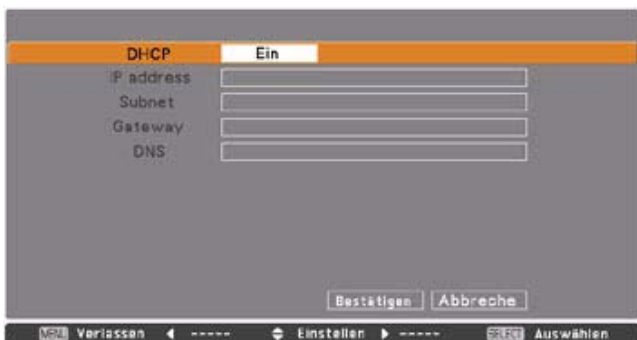 DHCP Ein
IP address
Subnet
Gateway
DNS
Bestätigen Abbreche
MENU Verlassen ◀ ----- Einstellen ▶ ----- SELECT Auswählen